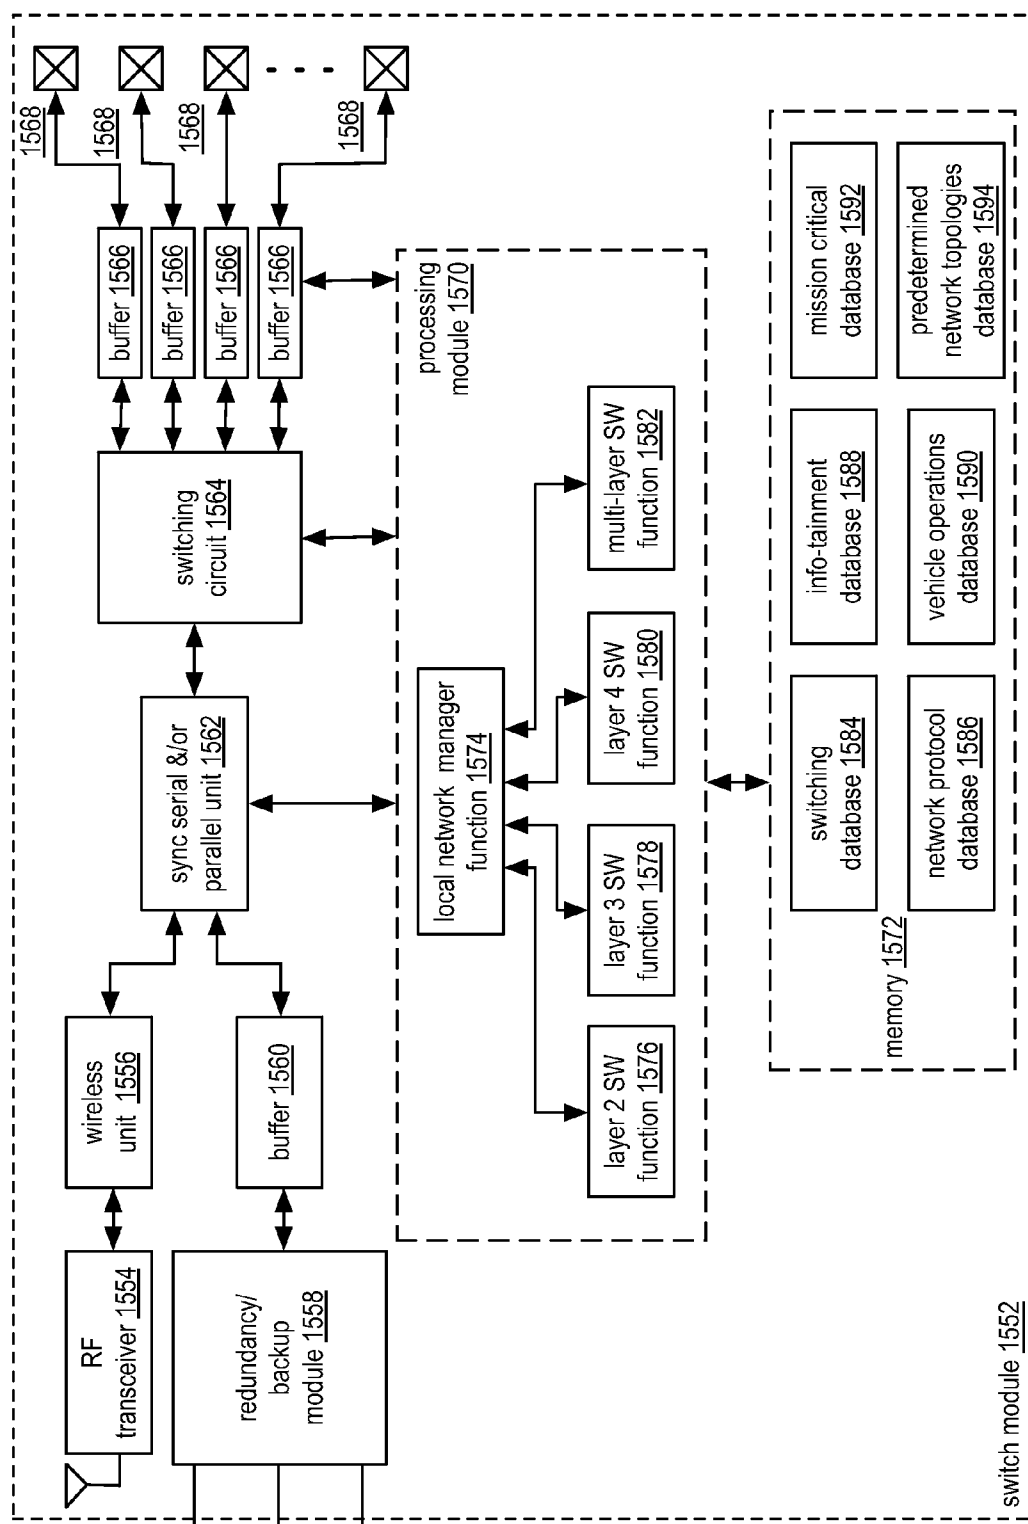 RF
transceiver 1554
wireless
unit 1556
sync serial &/or
parallel unit 1562
switching
circuit 1564
buffer 1566
buffer 1566
buffer 1566
buffer 1566
1568
1568
1568
1568
redundancy/
backup
module 1558
buffer 1560
processing
module 1570
local network manager
function 1574
layer 2 SW
function 1576
layer 3 SW
function 1578
layer 4 SW
function 1580
multi-layer SW
function 1582
memory 1572
switching
database 1584
info-tainment
database 1588
mission critical
database 1592
network protocol
database 1586
vehicle operations
database 1590
predetermined
network topologies
database 1594
switch module 1552